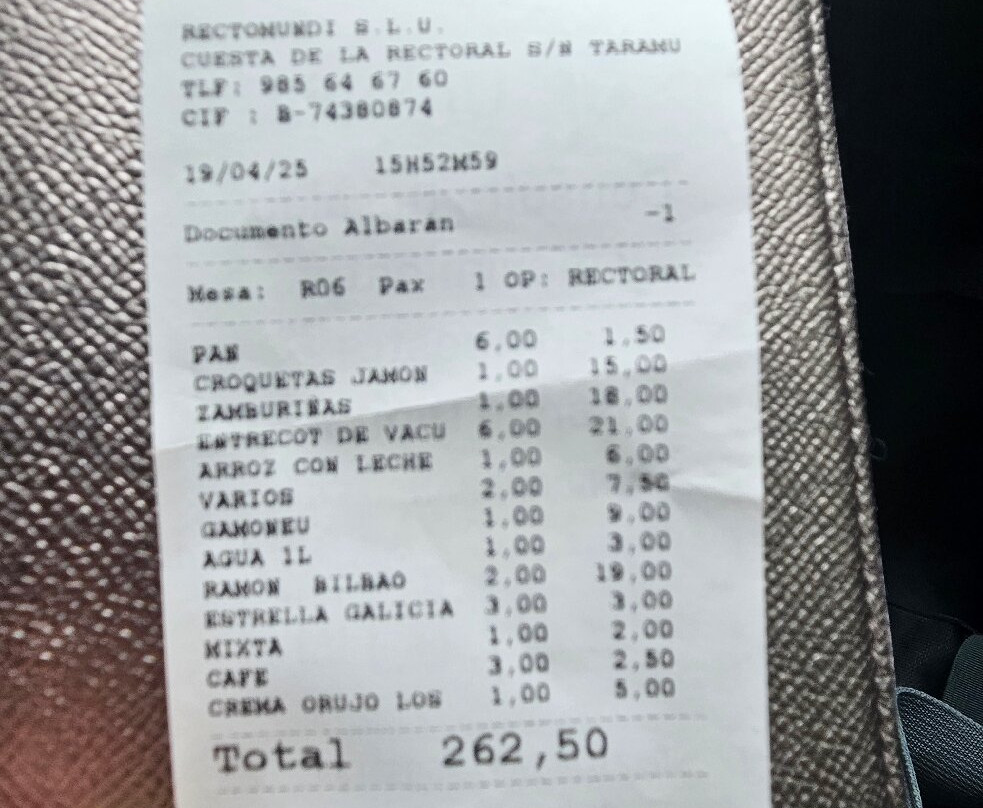 RECTOMUNDI S.L.U.
CUESTA DE LA RECTORAL S/N TARAMU
TLF: 985 64 67 60
CIF : B-74380874
19/04/25 15H52M59
Documento Albaran -1
Mesa: R06 Pax 1 OP: RECTORAL
PAN 6,00 1,50
CROQUETAS JAMON 1,00 15,00
ZAMBURIÑAS 1,00 18,00
ENTRECOT DE VACU 6,00 21,00
ARROZ CON LECHE 1,00 6,00
VARIOS 2,00 7,50
GAMONEU 1,00 9,00
AGUA 1L 1,00 3,00
RAMON BILBAO 2,00 19,00
ESTRELLA GALICIA 3,00 3,00
MIXTA 1,00 2,00
CAFE 3,00 2,50
CREMA ORUJO LOS 1,00 5,00
Total 262,50